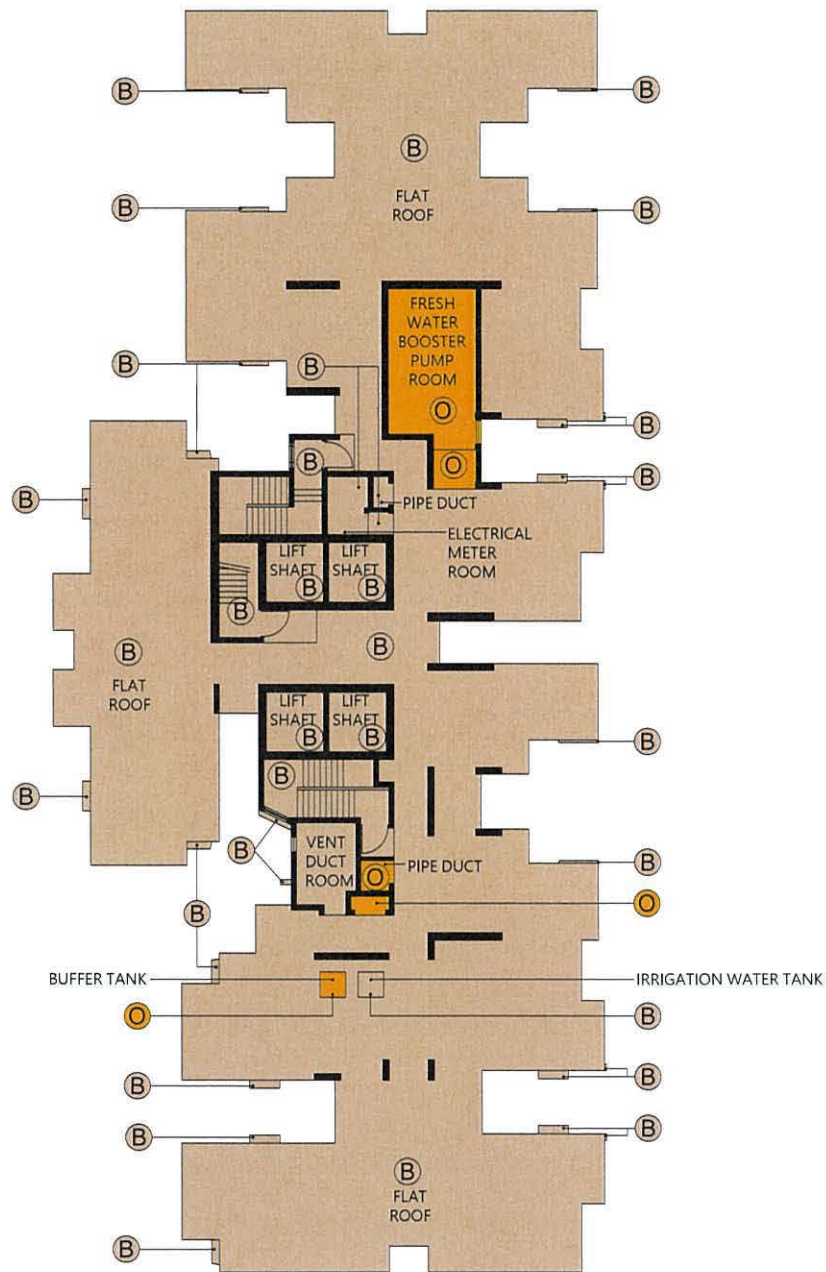 B
B
B
FLAT
ROOF
B
B
FRESH
WATER
BOOSTER
PUMP
ROOM
O
B
B
B
O
B
B
B
PIPE DUCT
ELECTRICAL
METER
ROOM
LIFT
SHAFT
B
LIFT
SHAFT
B
B
B
B
FLAT
ROOF
LIFT
SHAFT
B
LIFT
SHAFT
B
B
B
B
B
VENT
DUCT
ROOM
PIPE DUCT
O
B
B
O
BUFFER TANK
IRRIGATION WATER TANK
O
B
B
B
B
B
B
FLAT
ROOF
B